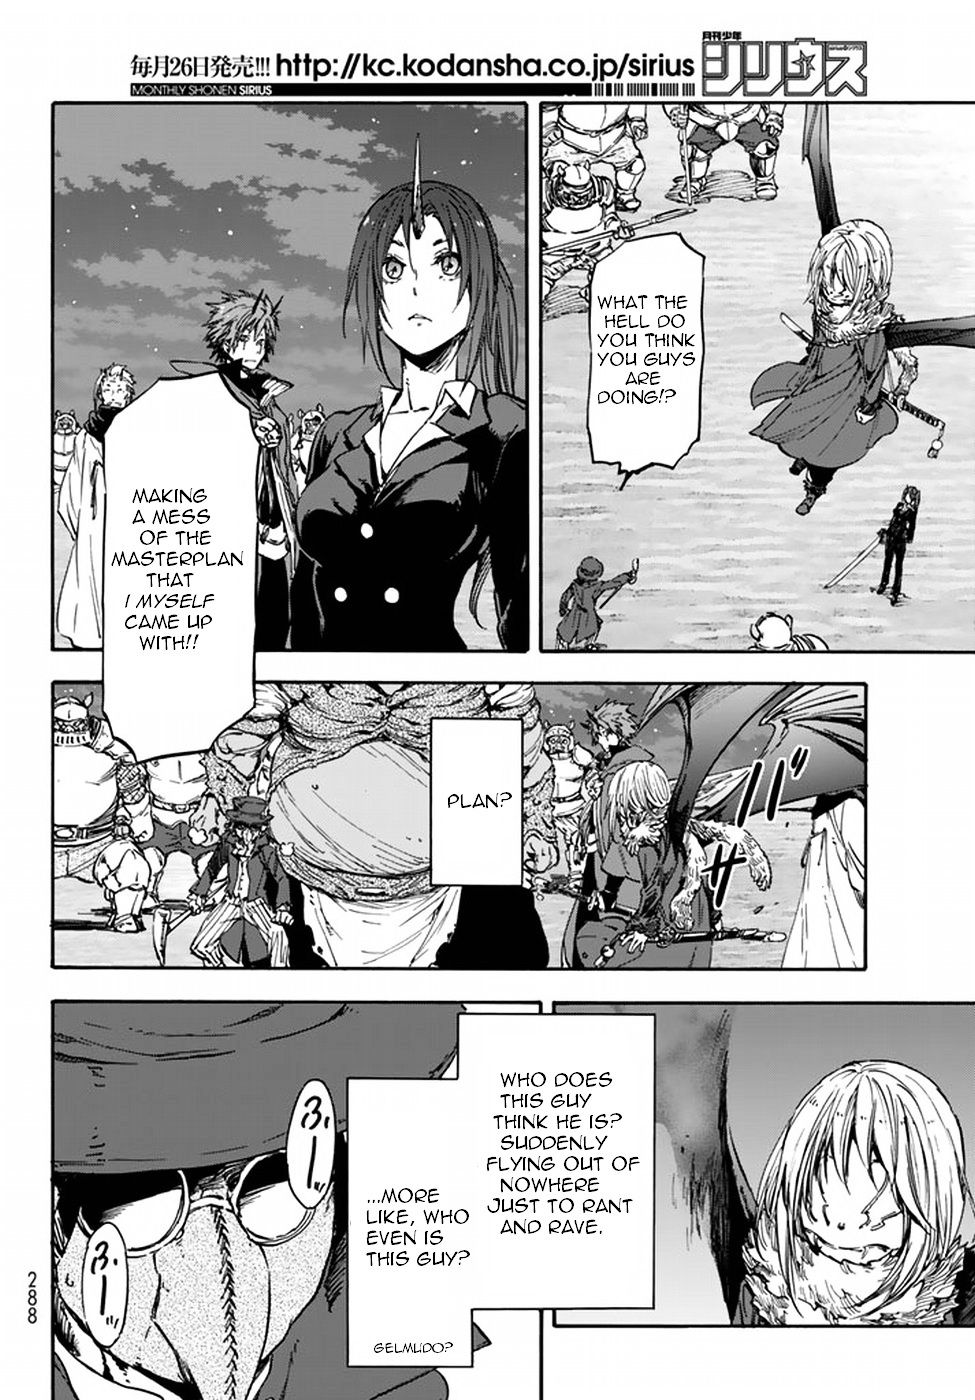 毎月26日発売!!!
http://kc.kodansha.co.jp/sirius
MONTHLY SHONEN SIRIUS
月刊少年
シリウス
WHAT THE
HELL DO
YOU THINK
YOU GUYS
ARE
DOING!?
MAKING
A MESS
OF THE
MASTERPLAN
THAT
I MYSELF
CAME UP
WITH!!
バ
サ
PLAN?
WHO DOES
THIS GUY
THINK HE IS?
SUDDENLY
FLYING OUT OF
NOWHERE
JUST TO RANT
AND RAVE.
...MORE
LIKE, WHO
EVEN IS
THIS GUY?
GELMUDO?
ふー
ふー
288